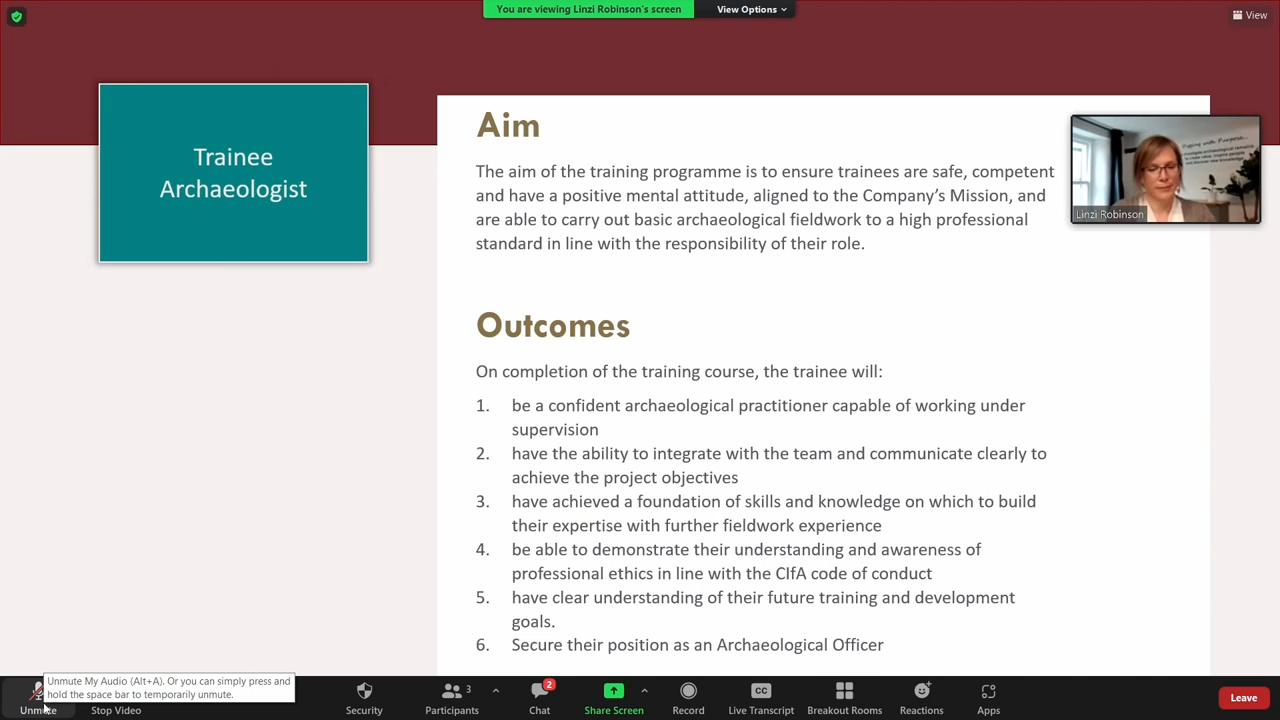 You are viewing Linzi Robinson's screen
View Options
View
Trainee
Archaeologist
Aim
The aim of the training programme is to ensure trainees are safe, competent
and have a positive mental attitude, aligned to the Company's Mission, and
are able to carry out basic archaeological fieldwork to a high professional
standard in line with the responsibility of their role.
Linzi Robinson
Outcomes
On completion of the training course, the trainee will:
1. be a confident archaeological practitioner capable of working under
supervision
2. have the ability to integrate with the team and communicate clearly to
achieve the project objectives
3. have achieved a foundation of skills and knowledge on which to build
their expertise with further fieldwork experience
4. be able to demonstrate their understanding and awareness of
professional ethics in line with the CIfA code of conduct
5. have clear understanding of their future training and development
goals.
6. Secure their position as an Archaeological Officer
Unmute My Audio (Alt+A). Or you can simply press and
hold the space bar to temporarily unmute.
Unmute
Stop Video
Security
Participants
3
Chat
2
Share Screen
Record
CC
Live Transcript
Breakout Rooms
Reactions
Apps
Leave